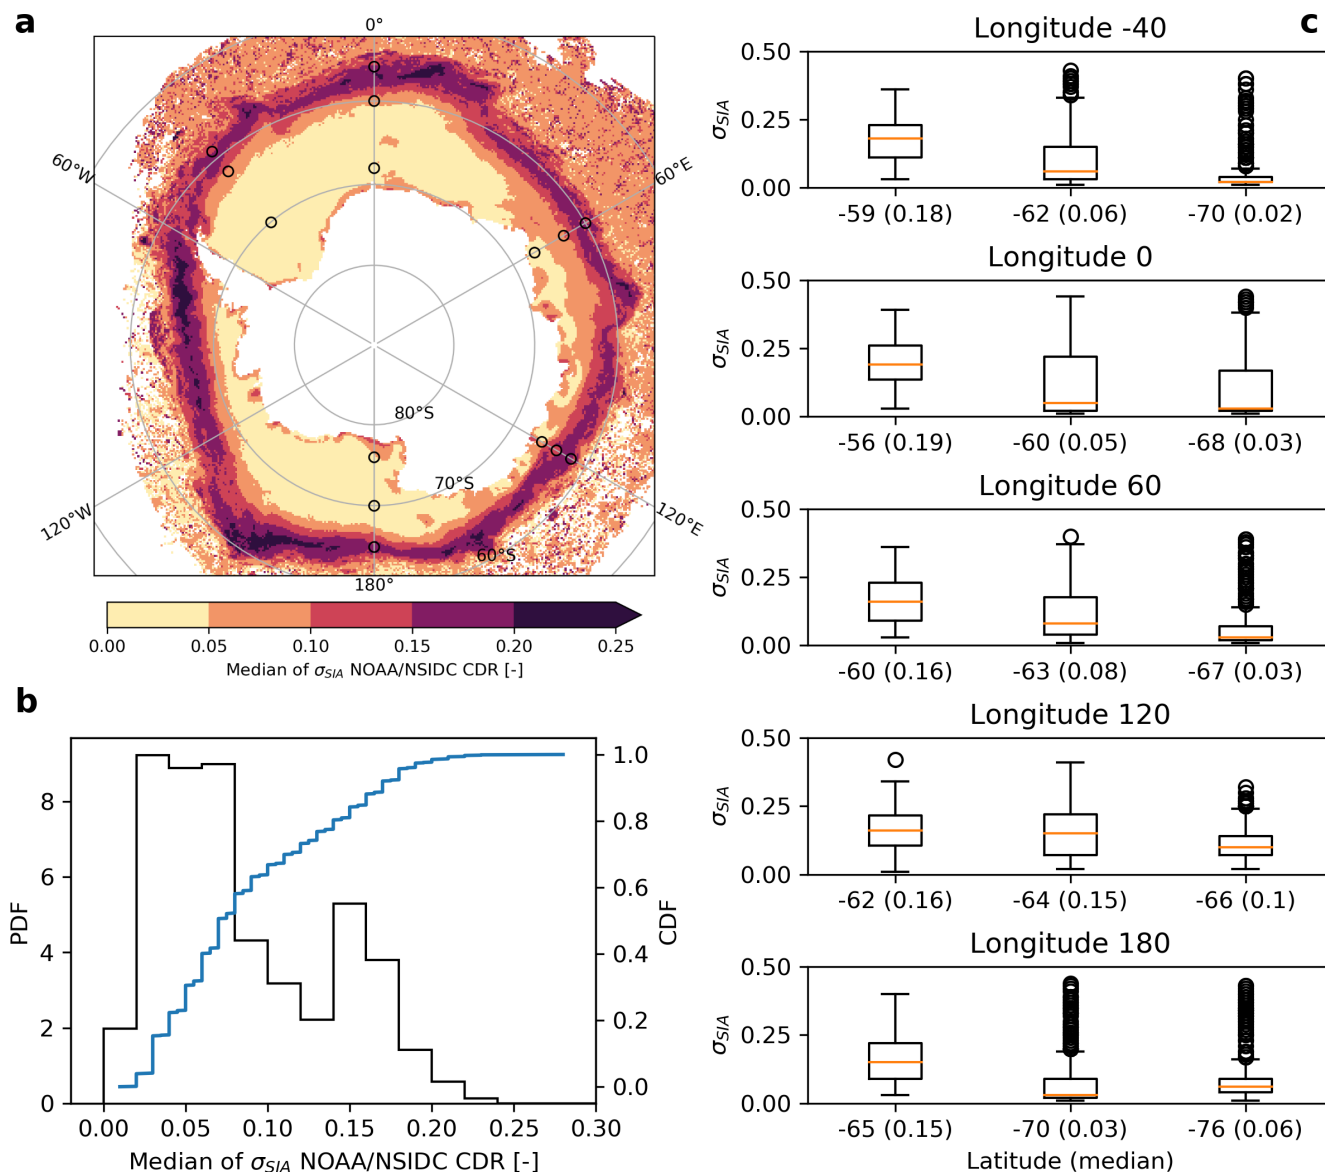 a
0°
60°W
60°E
120°W
120°E
180°
80°S
70°S
60°S
0.00 0.05 0.10 0.15 0.20 0.25
Median of σSIA NOAA/NSIDC CDR [-]
b
PDF
0 2 4 6 8
CDF
0.0 0.2 0.4 0.6 0.8 1.0
0.00 0.05 0.10 0.15 0.20 0.25 0.30
Median of σSIA NOAA/NSIDC CDR [-]
c
Longitude -40
σSIA
0.50
0.25
0.00
-59 (0.18) -62 (0.06) -70 (0.02)
Longitude 0
σSIA
0.50
0.25
0.00
-56 (0.19) -60 (0.05) -68 (0.03)
Longitude 60
σSIA
0.50
0.25
0.00
-60 (0.16) -63 (0.08) -67 (0.03)
Longitude 120
σSIA
0.50
0.25
0.00
-62 (0.16) -64 (0.15) -66 (0.1)
Longitude 180
σSIA
0.50
0.25
0.00
-65 (0.15) -70 (0.03) -76 (0.06)
Latitude (median)